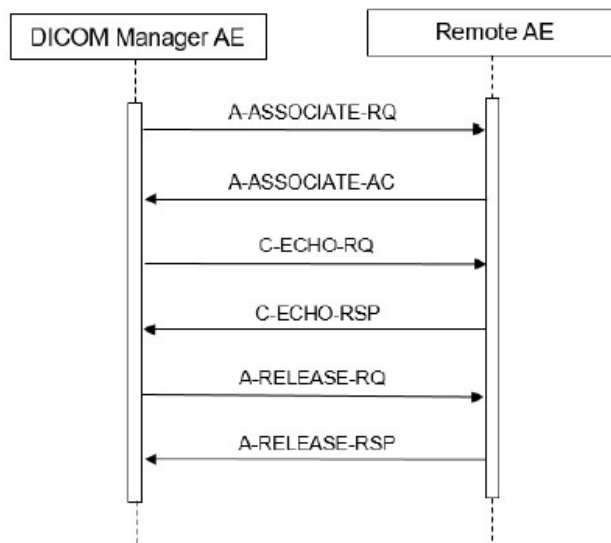 DICOM Manager AE
Remote AE
A-ASSOCIATE-RQ
A-ASSOCIATE-AC
C-ECHO-RQ
C-ECHO-RSP
A-RELEASE-RQ
A-RELEASE-RSP